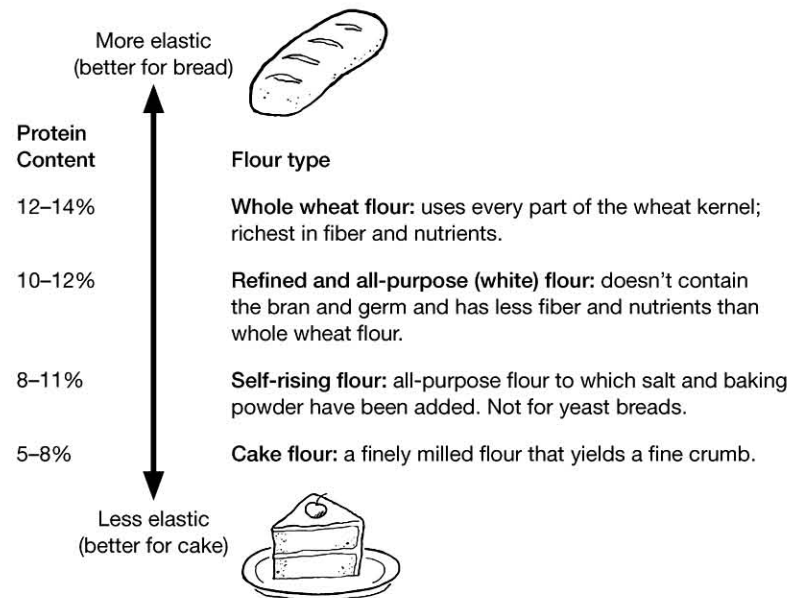 More elastic
(better for bread)
Protein
Content
Flour type
12–14%
Whole wheat flour: uses every part of the wheat kernel;
richest in fiber and nutrients.
10–12%
Refined and all-purpose (white) flour: doesn’t contain
the bran and germ and has less fiber and nutrients than
whole wheat flour.
8–11%
Self-rising flour: all-purpose flour to which salt and baking
powder have been added. Not for yeast breads.
5–8%
Cake flour: a finely milled flour that yields a fine crumb.
Less elastic
(better for cake)